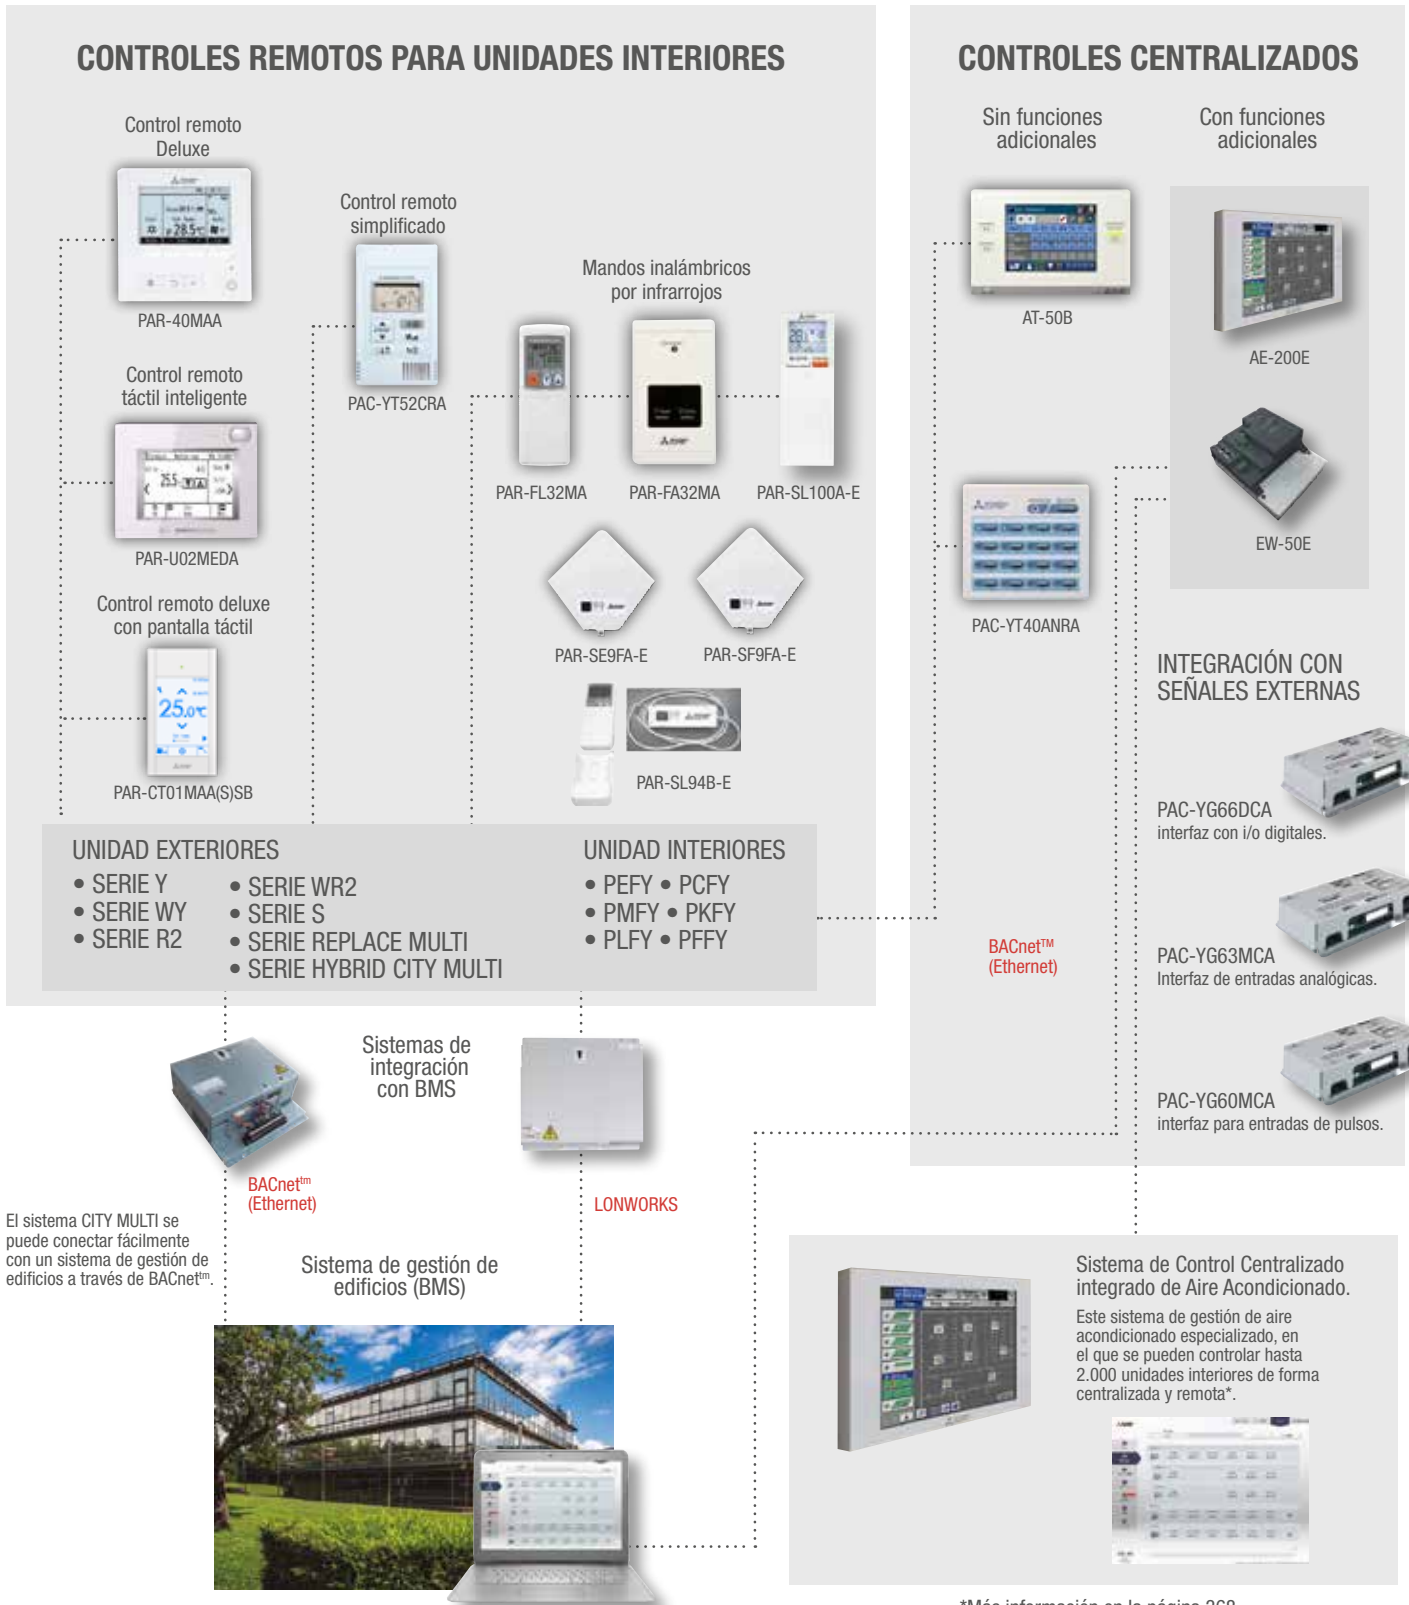 CONTROLES REMOTOS PARA UNIDADES INTERIORES
Control remoto
Deluxe
PAR-40MAA
Control remoto
simplificado
PAC-YT52CRA
Mandos inalámbricos
por infrarrojos
PAR-FL32MA
PAR-FA32MA
PAR-SL100A-E
Control remoto
táctil inteligente
PAR-U02MEDA
Control remoto deluxe
con pantalla táctil
25.0℃
PAR-CT01MAA(S)SB
PAR-SE9FA-E
PAR-SF9FA-E
PAR-SL94B-E
UNIDAD EXTERIORES
• SERIE Y
• SERIE WY
• SERIE R2
• SERIE WR2
• SERIE S
• SERIE REPLACE MULTI
• SERIE HYBRID CITY MULTI
UNIDAD INTERIORES
• PEFY • PCFY
• PMFY • PKFY
• PLFY • PFFY
CONTROLES CENTRALIZADOS
Sin funciones
adicionales
AT-50B
PAC-YT40ANRA
Con funciones
adicionales
AE-200E
EW-50E
INTEGRACIÓN CON
SEÑALES EXTERNAS
PAC-YG66DCA
interfaz con i/o digitales.
PAC-YG63MCA
Interfaz de entradas analógicas.
PAC-YG60MCA
interfaz para entradas de pulsos.
BACnet™
(Ethernet)
Sistemas de
integración
con BMS
BACnet™
(Ethernet)
LONWORKS
El sistema CITY MULTI se
puede conectar fácilmente
con un sistema de gestión de
edificios a través de BACnet™.
Sistema de gestión de
edificios (BMS)
Sistema de Control Centralizado
integrado de Aire Acondicionado.
Este sistema de gestión de aire
acondicionado especializado, en
el que se pueden controlar hasta
2.000 unidades interiores de forma
centralizada y remota*.
*Más información en la página 268